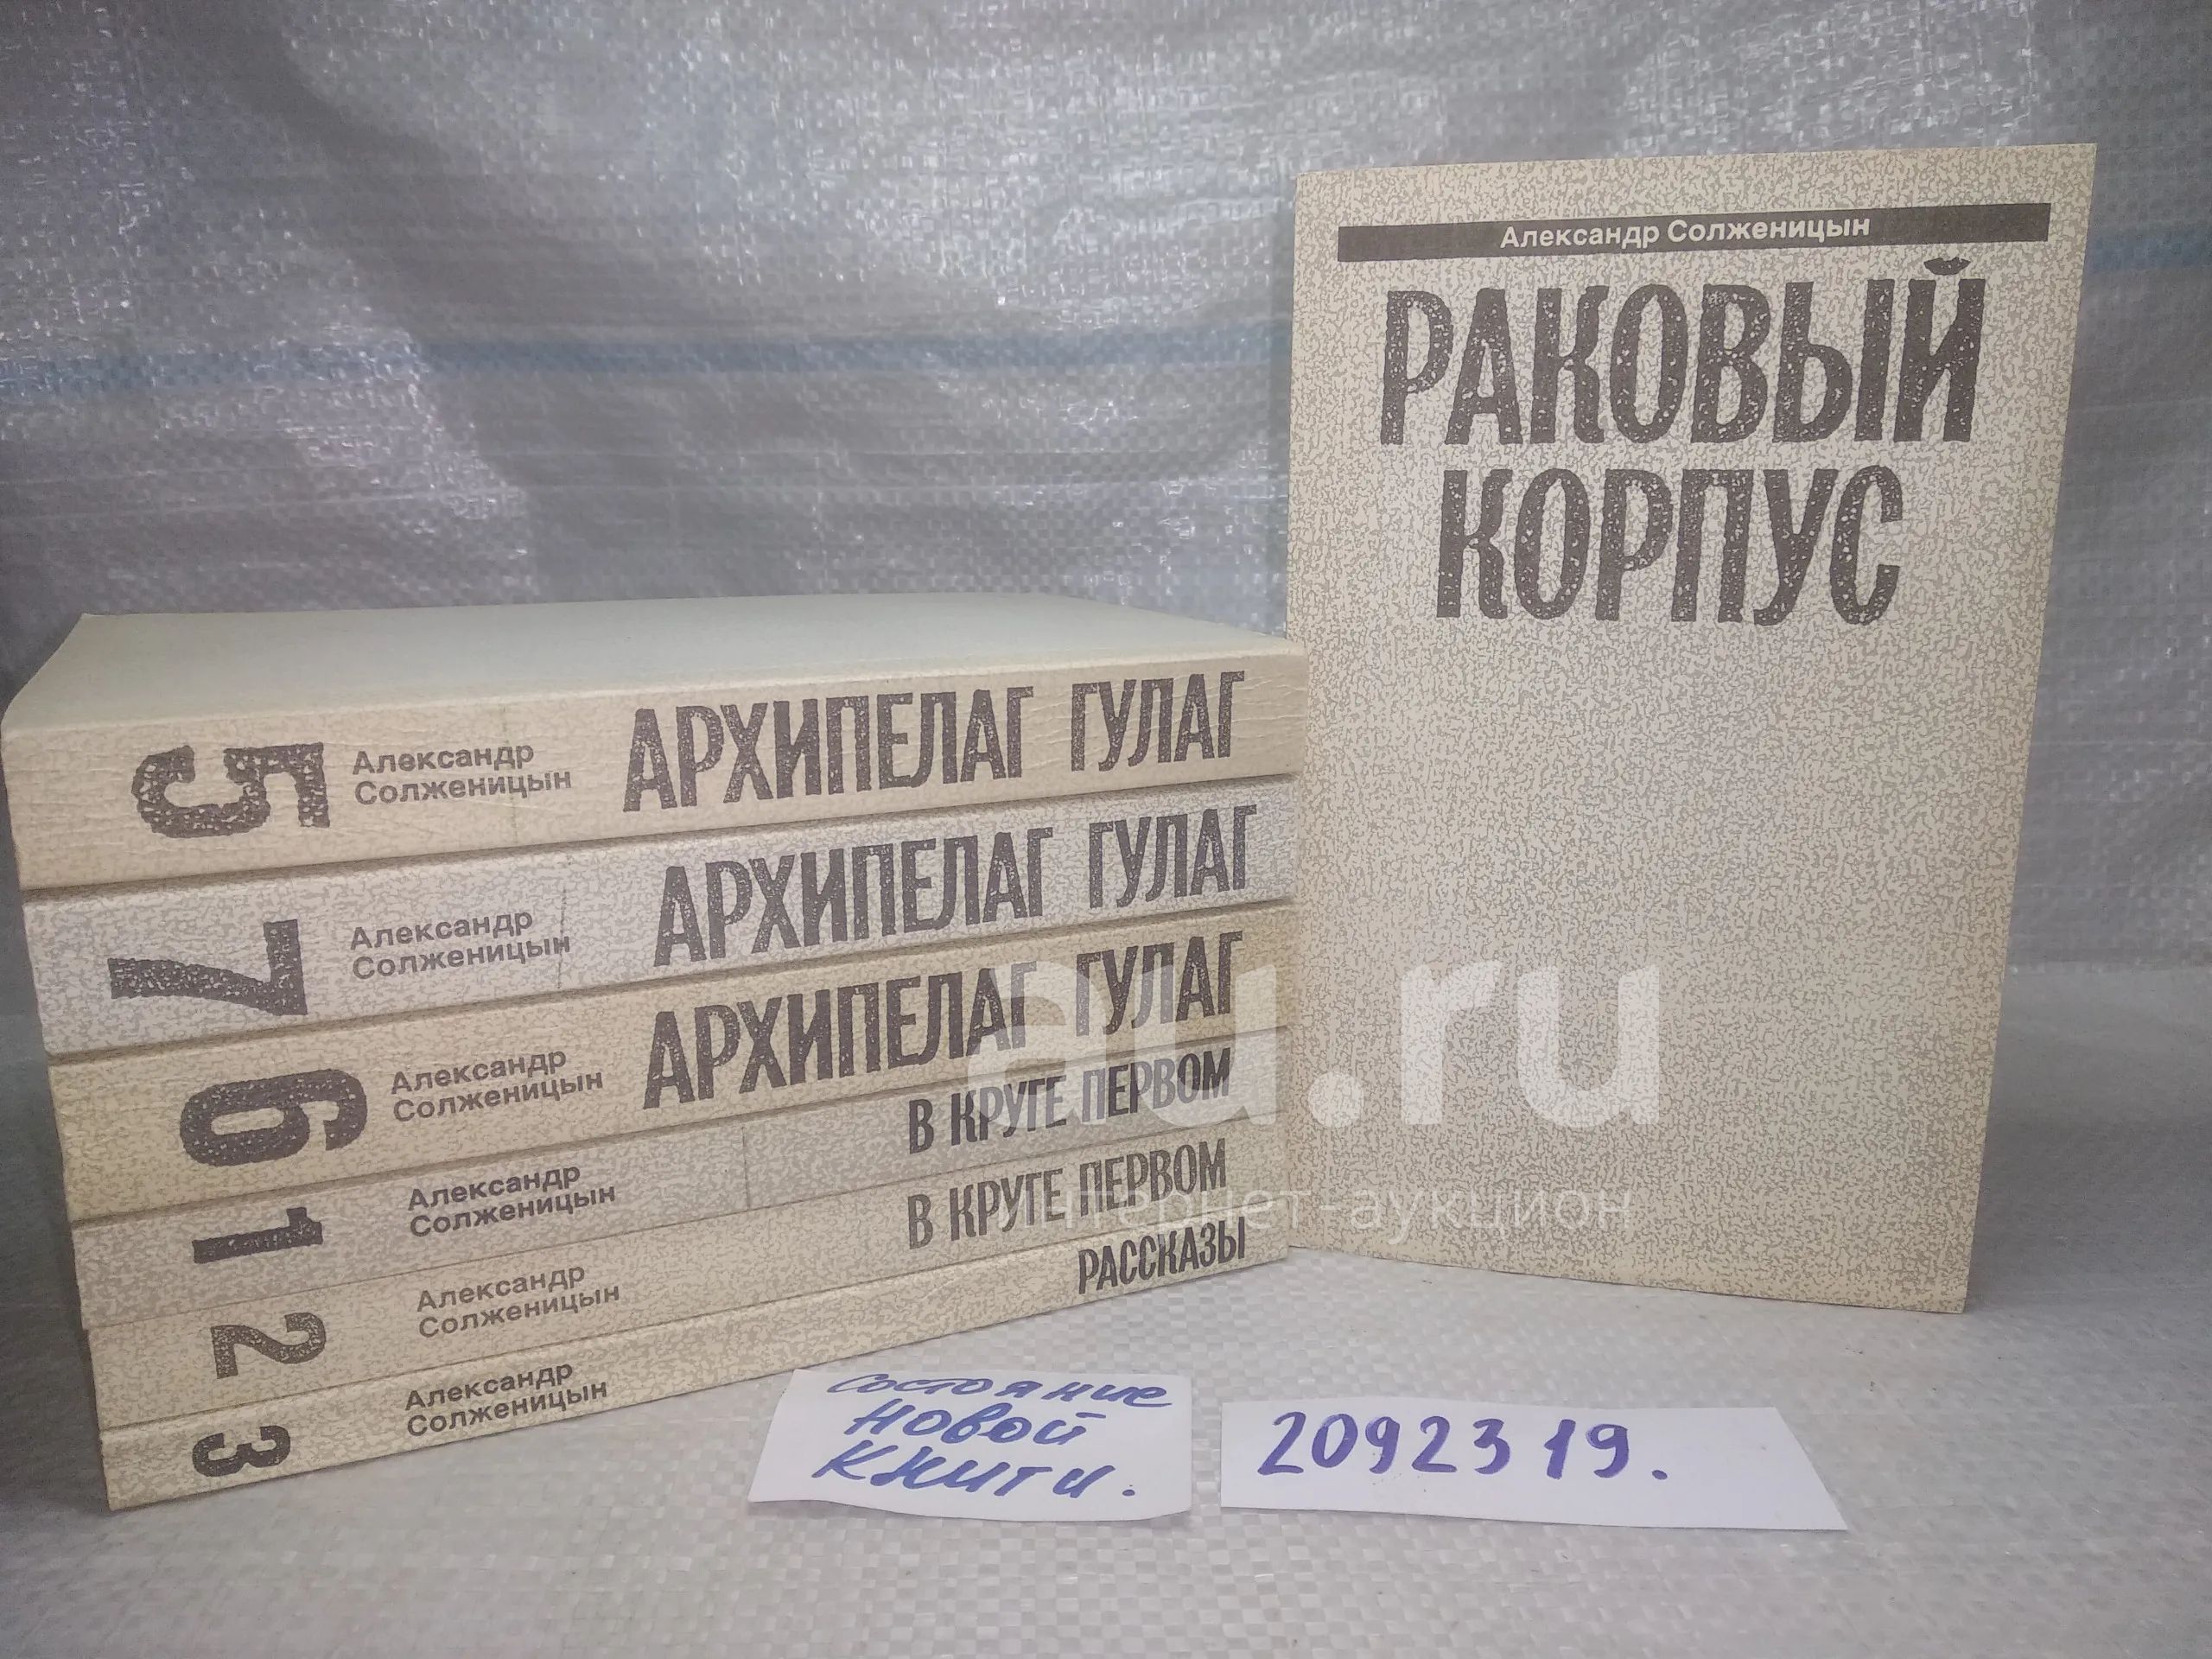 Александр Солженицын
РАКОВЫЙ
КОРПУС
5
Александр
Солженицын
АРХИПЕЛАГ ГУЛАГ
7
Александр
Солженицын
АРХИПЕЛАГ ГУЛАГ
6
Александр
Солженицын
АРХИПЕЛАГ ГУЛАГ
1
Александр
Солженицын
В КРУГЕ ПЕРВОМ
2
Александр
Солженицын
В КРУГЕ ПЕРВОМ
3
Александр
Солженицын
РАССКАЗЫ
au.ru
интернет-аукцион
состояние
новой
книги.
20923 19.